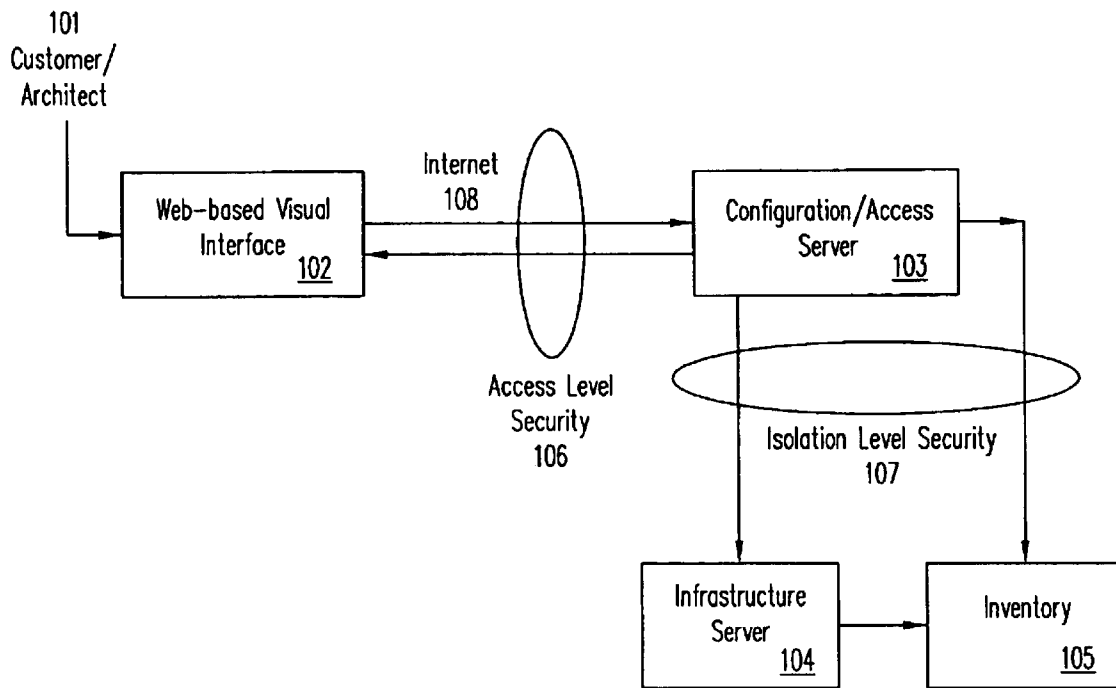 101
Customer/
Architect
Web-based Visual
Interface
102
Internet
108
Configuration/Access
Server
103
Access Level
Security
106
Isolation Level Security
107
Infrastructure
Server
104
Inventory
105